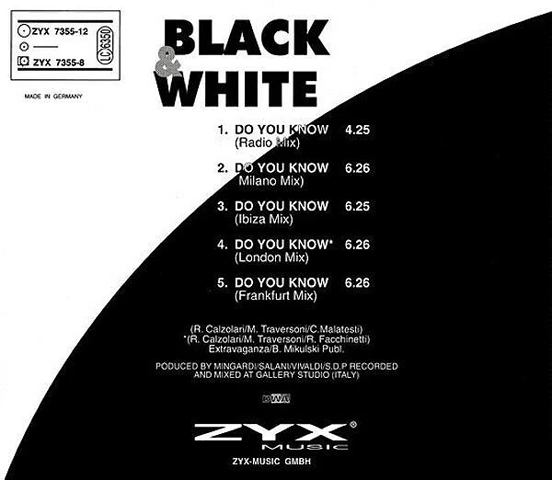 ZYX 7355-12
ZYX 7355-8
LC 6350
MADE IN GERMANY
BLACK
&
WHITE
1. DO YOU KNOW 4.25
(Radio Mix)
2. DO YOU KNOW 6.26
Milano Mix)
3. DO YOU KNOW 6.25
(Ibiza Mix)
4. DO YOU KNOW* 6.26
(London Mix)
5. DO YOU KNOW 6.26
(Frankfurt Mix)
(R. Calzolari/M. Traversoni/C.Malatesti)
*(R. Calzolari/M. Traversoni/R. Facchinetti)
Extravaganza/B. Mikulski Publ.
PODUCED BY MINGARDI/SALANI/VIVALDI/S.D.P RECORDED
AND MIXED AT GALLERY STUDIO (ITALY)
DWA
ZYX®
MUSIC
ZYX-MUSIC GMBH